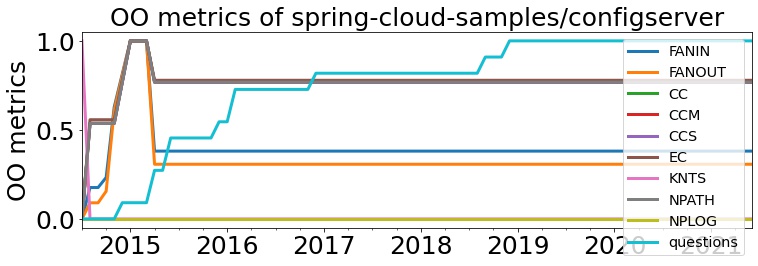 OO metrics of spring-cloud-samples/configserver
OO metrics
1.0
0.5
0.0
2015 2016 2017 2018 2019 2020 2021
FANIN
FANOUT
CC
CCM
CCS
EC
KNTS
NPATH
NPLOG
questions